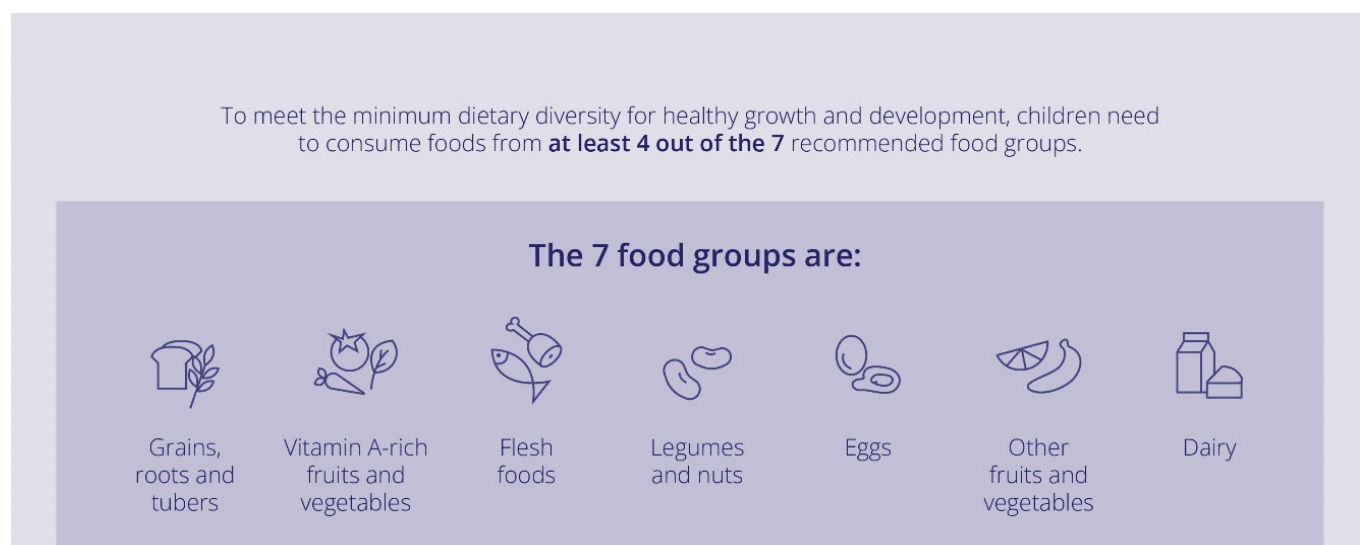 To meet the minimum dietary diversity for healthy growth and development, children need
to consume foods from at least 4 out of the 7 recommended food groups.
The 7 food groups are:
Grains,
roots and
tubers
Vitamin A-rich
fruits and
vegetables
Flesh
foods
Legumes
and nuts
Eggs
Other
fruits and
vegetables
Dairy